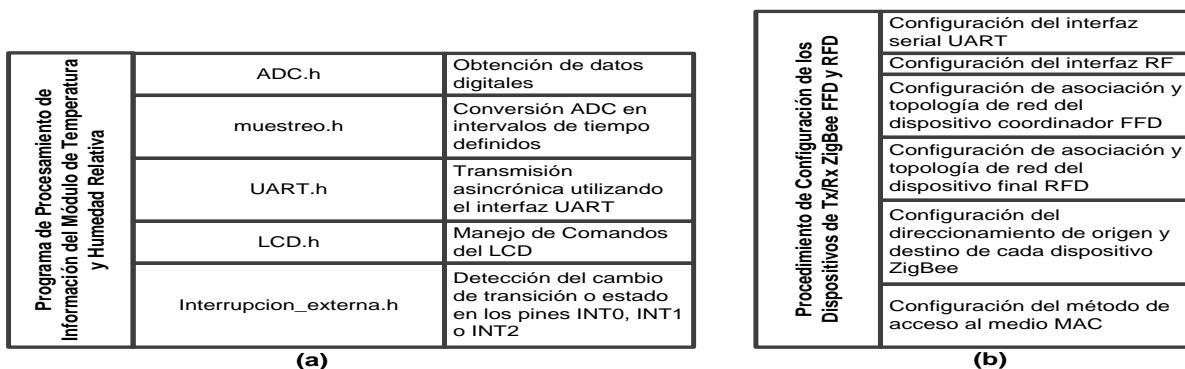 Programa de Procesamiento de
Información del Módulo de Temperatura
y Humedad Relativa
ADC.h
Obtención de datos
digitales
muestreo.h
Conversión ADC en
intervalos de tiempo
definidos
UART.h
Transmisión
asincrónica utilizando
el interfaz UART
LCD.h
Manejo de Comandos
del LCD
Interrupcion_externa.h
Detección del cambio
de transición o estado
en los pines INT0, INT1
o INT2
(a)
Procedimiento de Configuración de los
Dispositivos de Tx/Rx ZigBee FFD y RFD
Configuración del interfaz
serial UART
Configuración del interfaz RF
Configuración de asociación y
topología de red del
dispositivo coordinador FFD
Configuración de asociación y
topología de red del
dispositivo final RFD
Configuración del
direccionamiento de origen y
destino de cada dispositivo
ZigBee
Configuración del método de
acceso al medio MAC
(b)